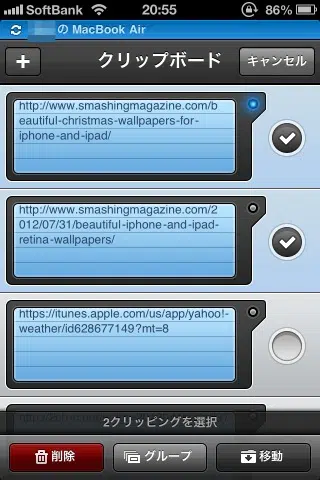 SoftBank 20:55 86%
の MacBook Air
クリップボード キャンセル
http://www.smashingmagazine.com/b
eautiful-christmas-wallpapers-for-
iphone-and-ipad/
http://www.smashingmagazine.com/2
012/07/31/beautiful-iphone-and-ipad-
retina-wallpapers/
https://itunes.apple.com/us/app/yahoo!-
weather/id628677149?mt=8
2クリッピングを選択
削除 グループ 移動